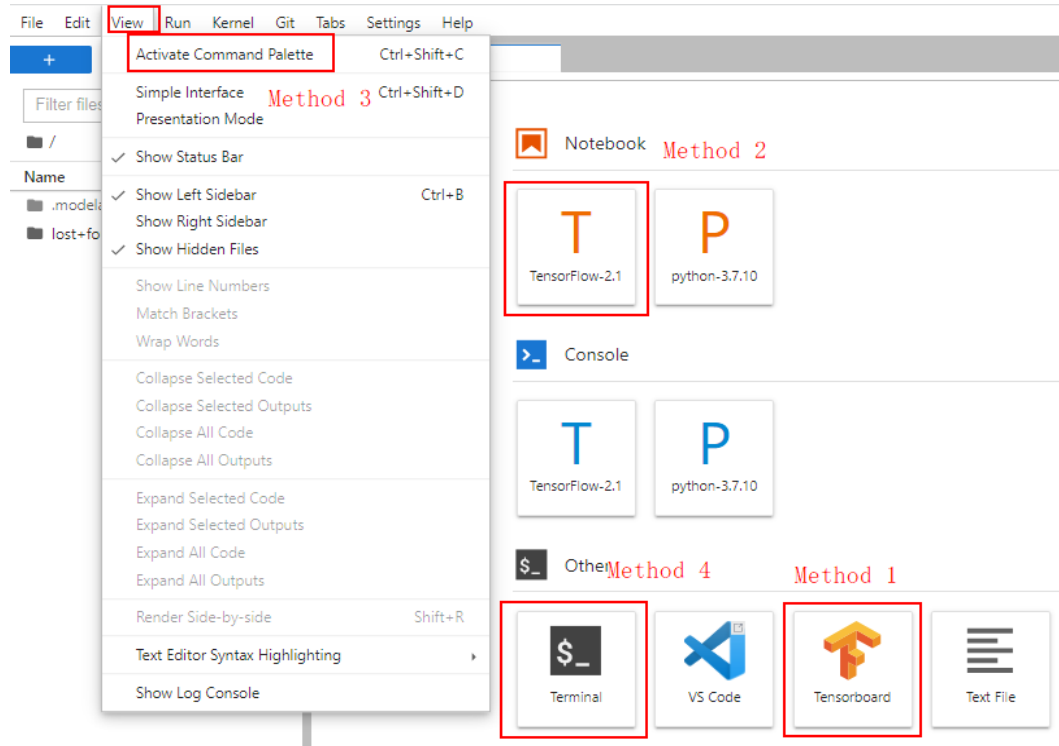 File Edit View Run Kernel Git Tabs Settings Help
+
Filter files
/
Name
.modela
lost+fo
Activate Command Palette Ctrl+Shift+C
Simple Interface Ctrl+Shift+D
Method 3
Presentation Mode
✓ Show Status Bar
✓ Show Left Sidebar Ctrl+B
Show Right Sidebar
✓ Show Hidden Files
Show Line Numbers
Match Brackets
Wrap Words
Collapse Selected Code
Collapse Selected Outputs
Collapse All Code
Collapse All Outputs
Expand Selected Code
Expand Selected Outputs
Expand All Code
Expand All Outputs
Render Side-by-side Shift+R
Text Editor Syntax Highlighting
Show Log Console
Notebook Method 2
T P
TensorFlow-2.1 python-3.7.10
>_ Console
T P
TensorFlow-2.1 python-3.7.10
$_ Other Method 4 Method 1
$_
Terminal VS Code Tensorboard Text File